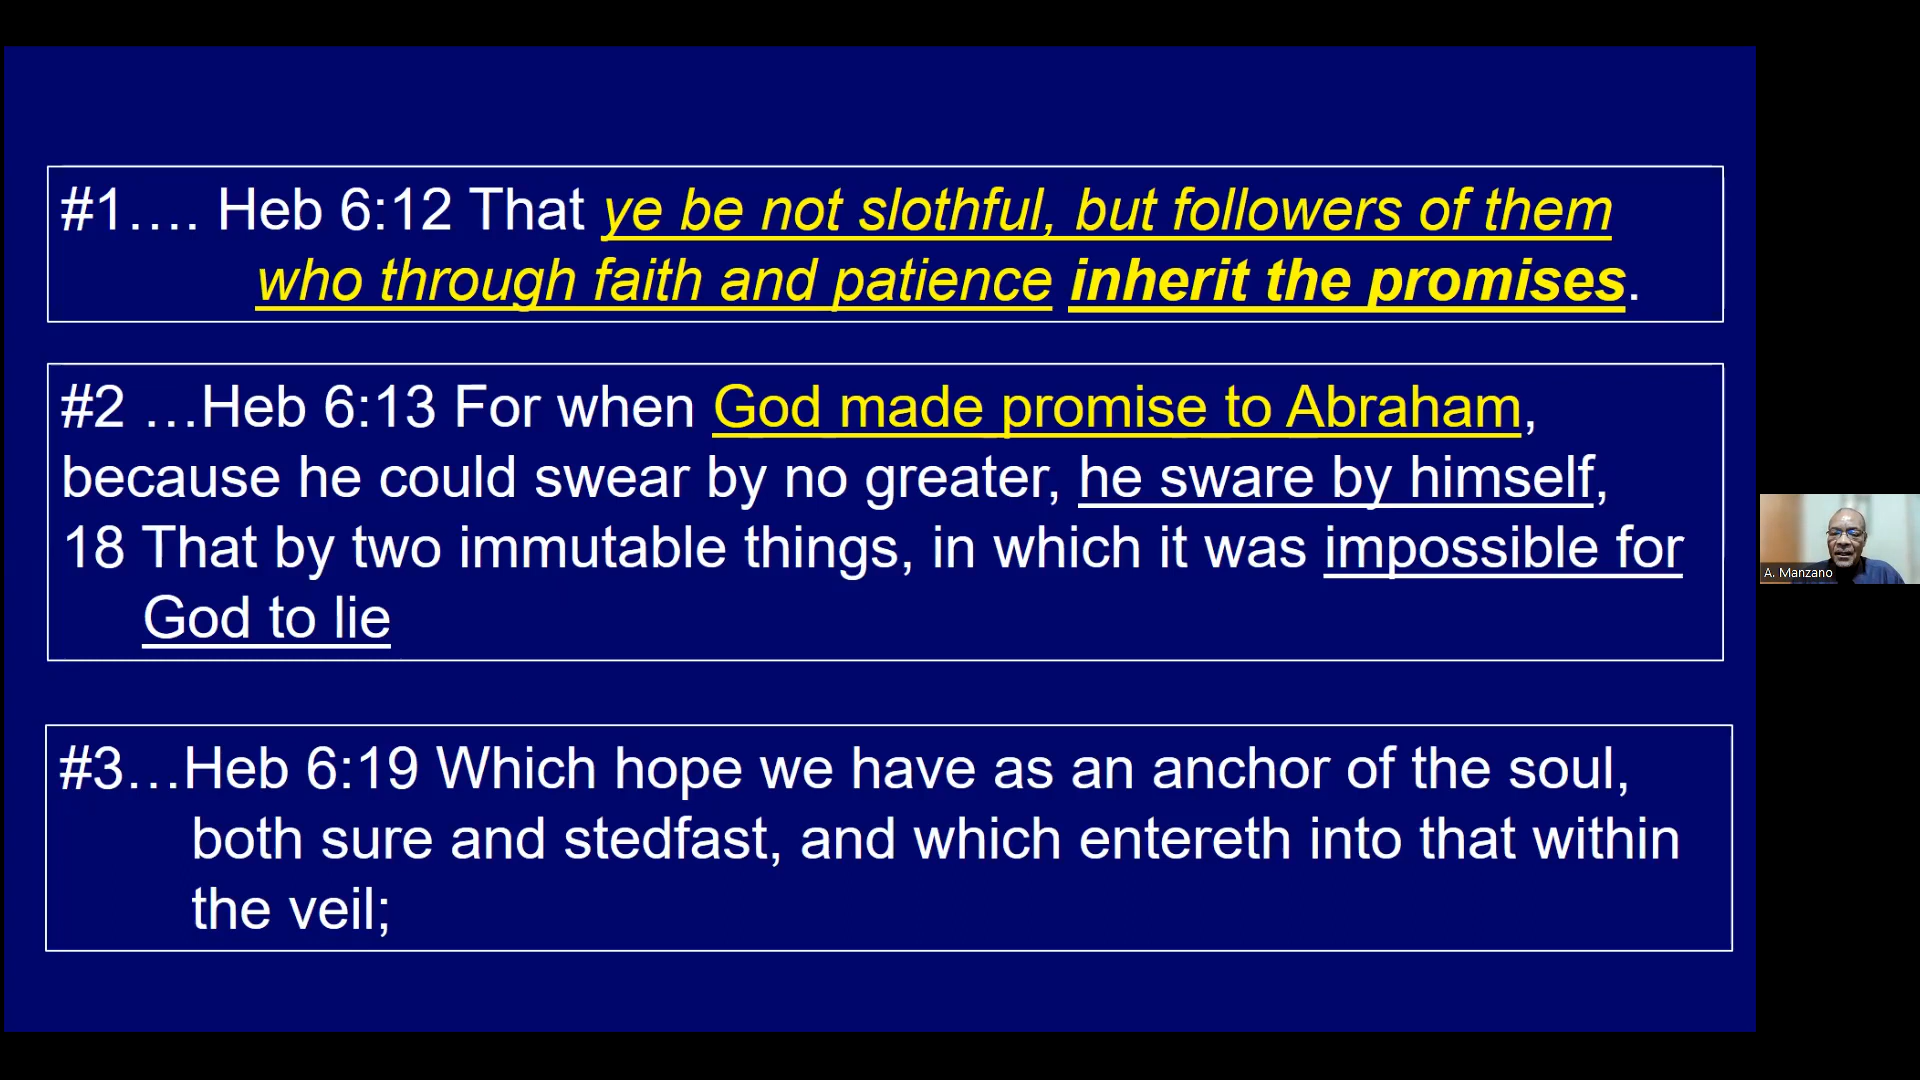 #1…. Heb 6:12 That ye be not slothful, but followers of them
who through faith and patience inherit the promises.
#2 …Heb 6:13 For when God made promise to Abraham,
because he could swear by no greater, he sware by himself,
18 That by two immutable things, in which it was impossible for
God to lie
#3…Heb 6:19 Which hope we have as an anchor of the soul,
both sure and stedfast, and which entereth into that within
the veil;
A. Manzano